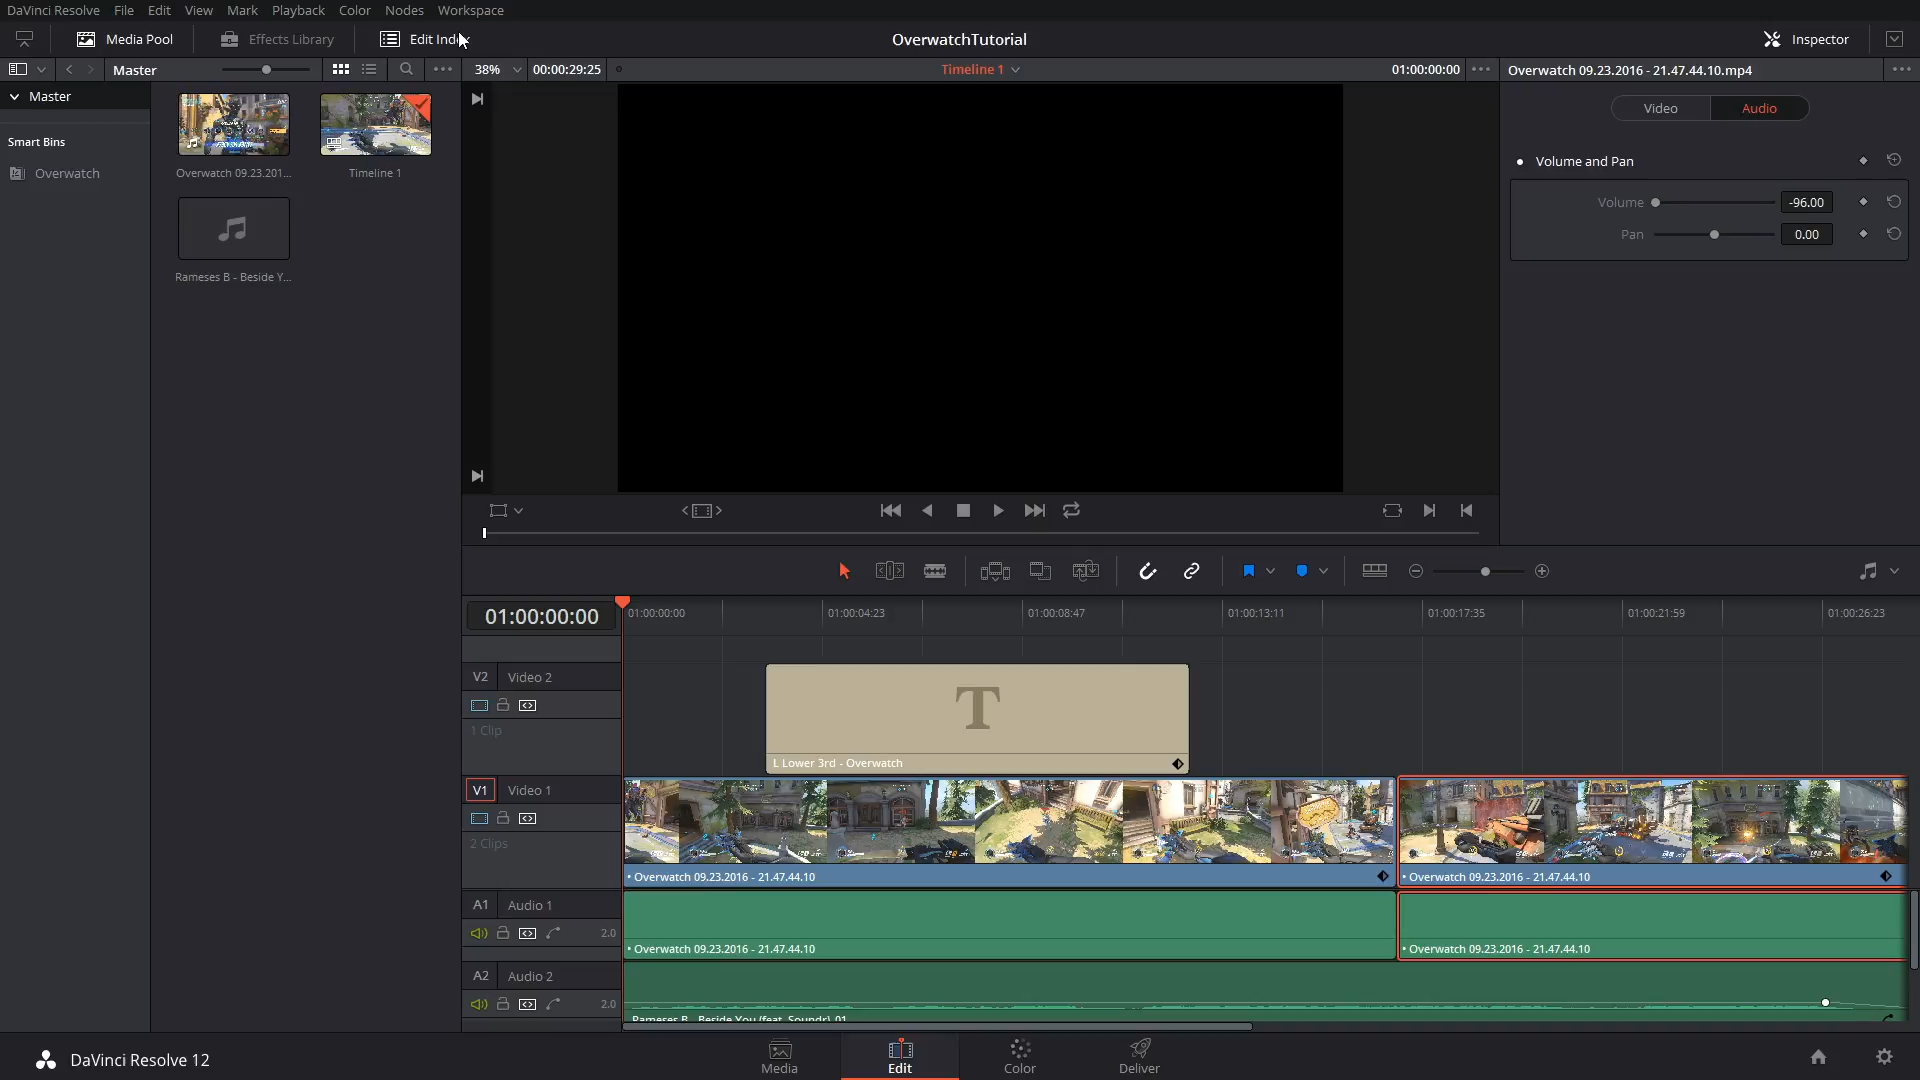 DaVinci Resolve File Edit View Mark Playback Color Nodes Workspace
Media Pool Effects Library Edit Index OverwatchTutorial Inspector
Master 38% 00:00:29:25 Timeline 1 01:00:00:00 Overwatch 09.23.2016 - 21.47.44.10.mp4
Master
Video Audio
Smart Bins
Overwatch
Overwatch 09.23.201...
Timeline 1
Rameses B - Beside Y...
Volume and Pan
Volume -96.00
Pan 0.00
01:00:00:00
01:00:00:00 01:00:04:23 01:00:08:47 01:00:13:11 01:00:17:35 01:00:21:59 01:00:26:23
V2 Video 2
1 Clip
T
L Lower 3rd - Overwatch
V1 Video 1
2 Clips
• Overwatch 09.23.2016 - 21.47.44.10
• Overwatch 09.23.2016 - 21.47.44.10
A1 Audio 1
2.0
• Overwatch 09.23.2016 - 21.47.44.10
• Overwatch 09.23.2016 - 21.47.44.10
A2 Audio 2
2.0
Rameses B - Beside You (feat. Soundr)_01
DaVinci Resolve 12
Media Edit Color Deliver